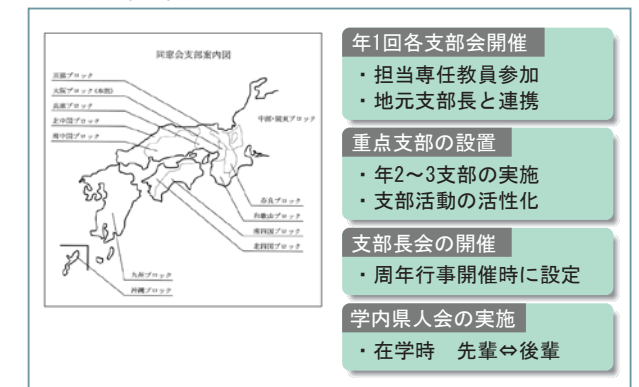 同窓会支部案内図
京滋ブロック
大阪ブロック(本部)
兵庫ブロック
北中国ブロック
南中国ブロック
中部・関東ブロック
奈良ブロック
和歌山ブロック
南四国ブロック
北四国ブロック
九州ブロック
沖縄ブロック
年1回各支部会開催
・担当専任教員参加
・地元支部長と連携
重点支部の設置
・年2～3支部の実施
・支部活動の活性化
支部長会の開催
・周年行事開催時に設定
学内県人会の実施
・在学時　先輩⇔後輩